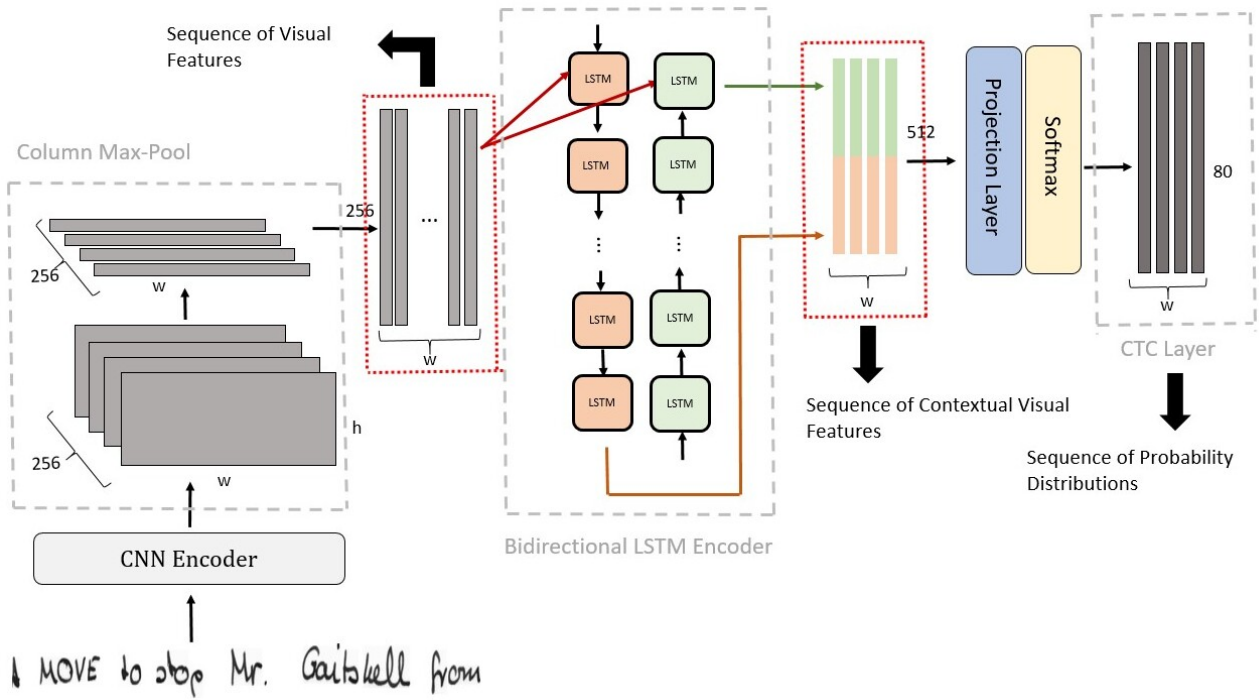 Sequence of Visual
Features
Column Max-Pool
256
w
256
w
h
CNN Encoder
A MOVE to stop Mr. Gaitskell from
256
...
w
LSTM
LSTM
LSTM
LSTM
...
...
LSTM
LSTM
LSTM
LSTM
Bidirectional LSTM Encoder
512
w
Sequence of Contextual Visual
Features
Projection Layer
Softmax
80
w
CTC Layer
Sequence of Probability
Distributions